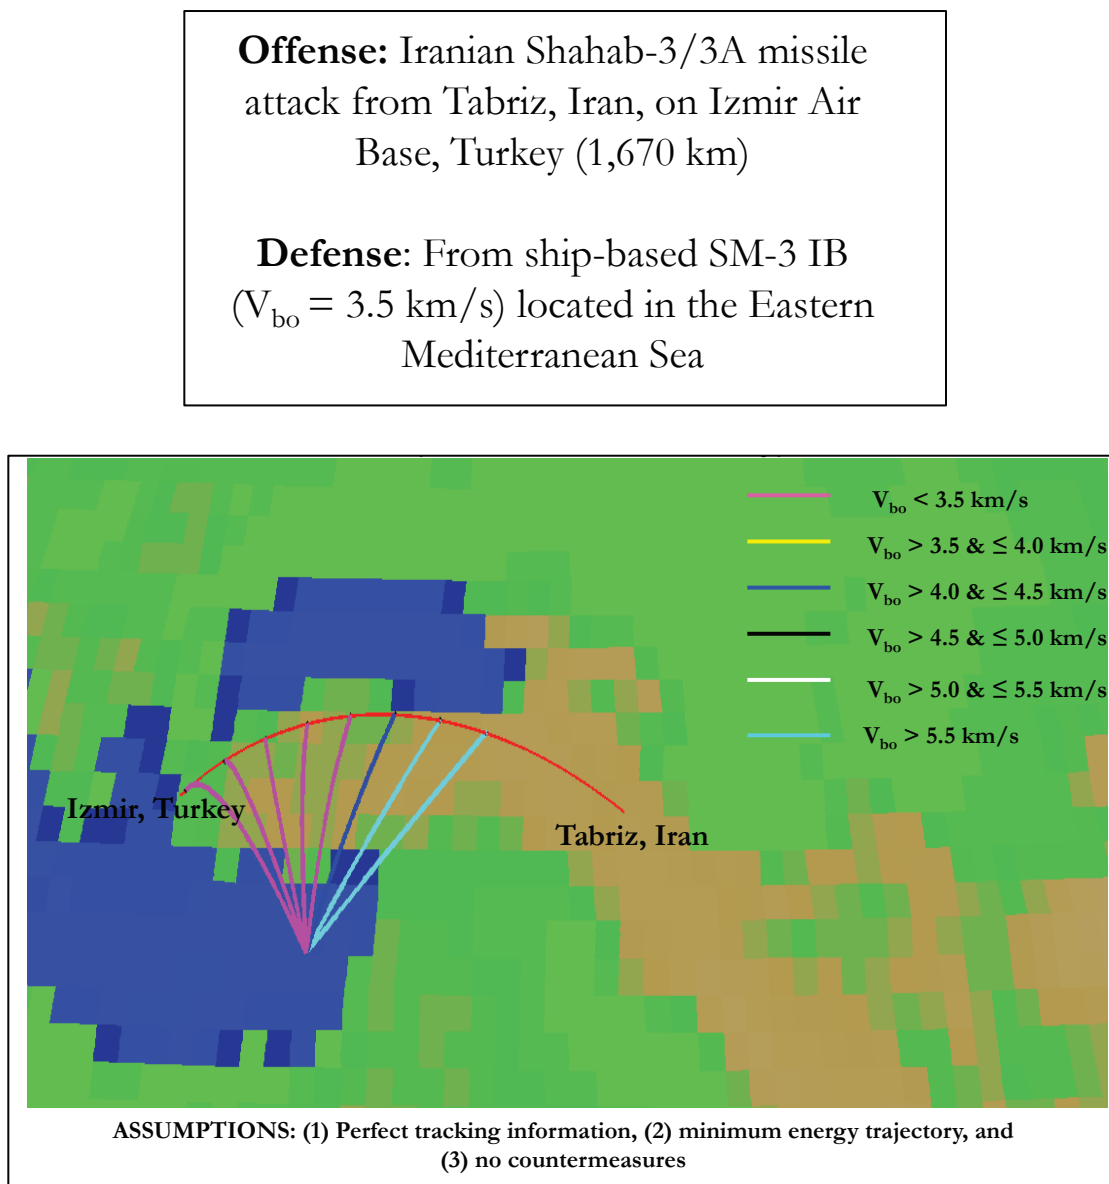 Offense: Iranian Shahab-3/3A missile
attack from Tabriz, Iran, on Izmir Air
Base, Turkey (1,670 km)
Defense: From ship-based SM-3 IB
(Vbo = 3.5 km/s) located in the Eastern
Mediterranean Sea
Vbo < 3.5 km/s
Vbo > 3.5 & ≤ 4.0 km/s
Vbo > 4.0 & ≤ 4.5 km/s
Vbo > 4.5 & ≤ 5.0 km/s
Vbo > 5.0 & ≤ 5.5 km/s
Vbo > 5.5 km/s
Izmir, Turkey
Tabriz, Iran
ASSUMPTIONS: (1) Perfect tracking information, (2) minimum energy trajectory, and
(3) no countermeasures